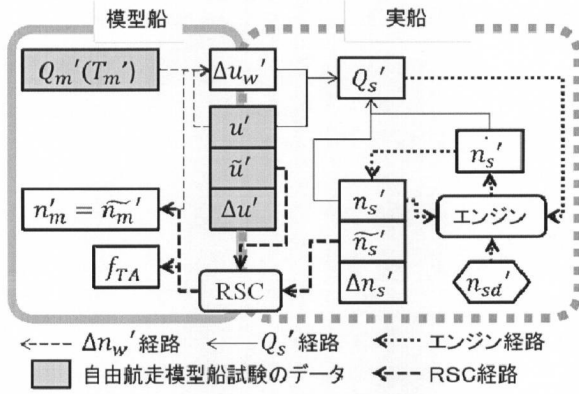 模型船
実船
Q_m′(T_m′)
Δu_w′
Q_s′
u′
ũ′
Δu′
ṅ_s′
n′_m = ñ_m′
n_s′
ñ_s′
Δn_s′
エンジン
f_TA
RSC
n_sd′
Δn_w′経路
Q_s′経路
エンジン経路
自由航走模型船試験のデータ
RSC経路